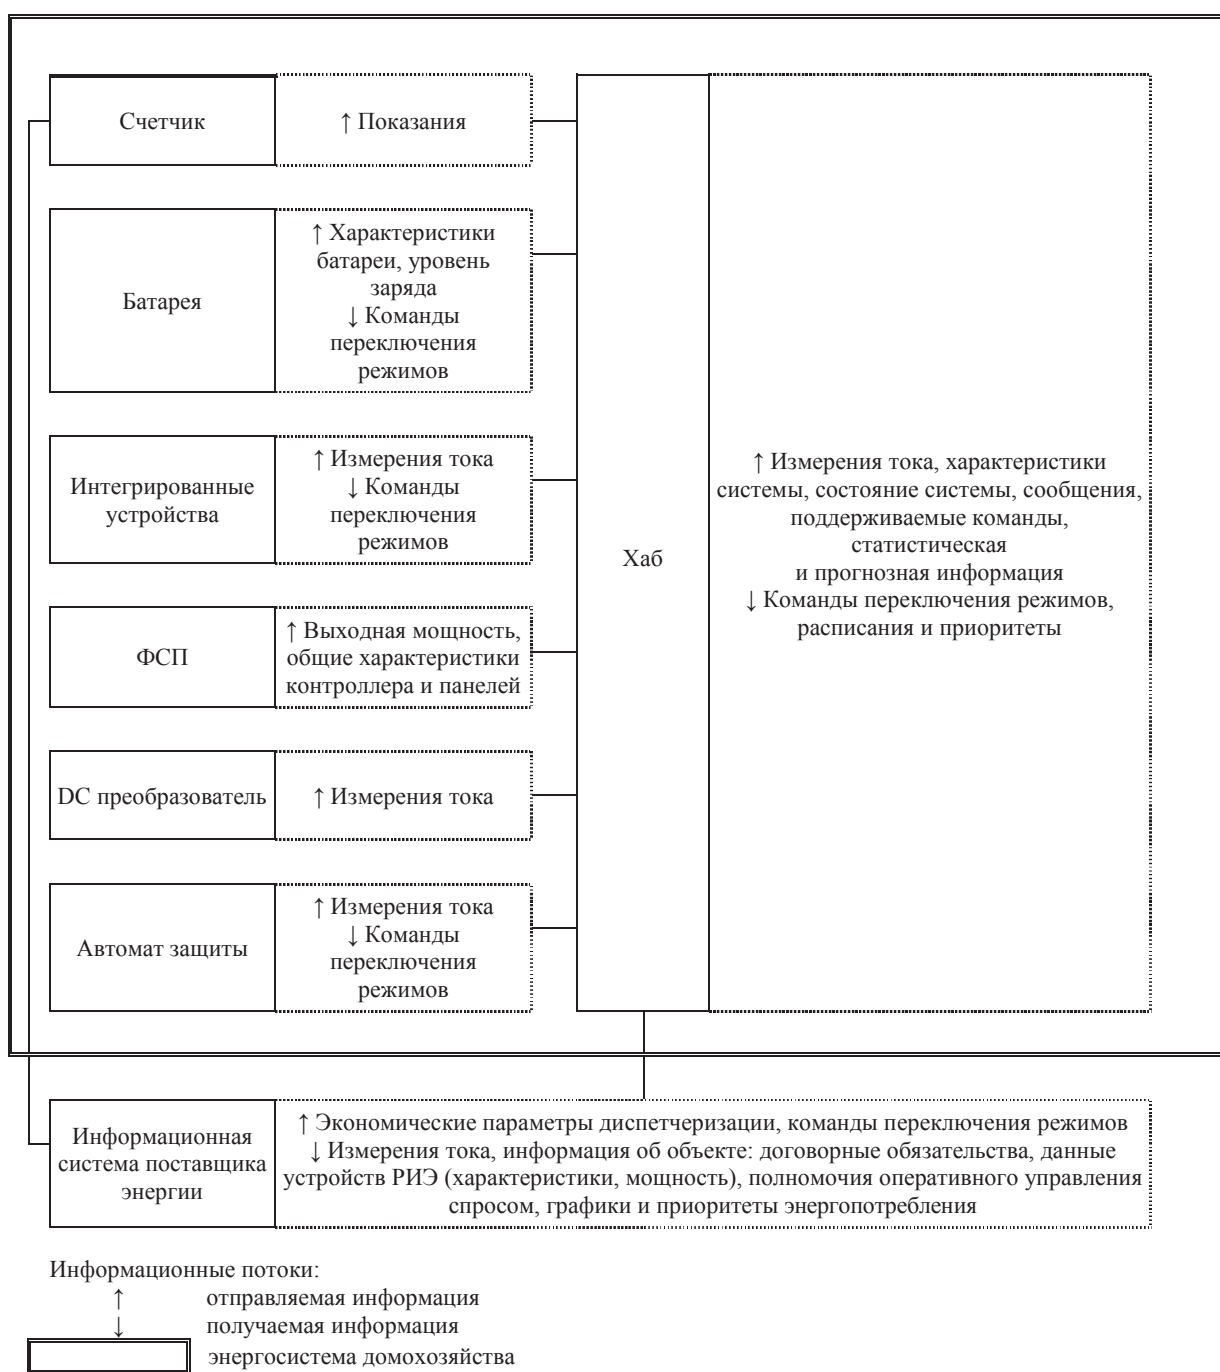 Счетчик
↑ Показания
Батарея
↑ Характеристики
батареи, уровень
заряда
↓ Команды
переключения
режимов
Интегрированные
устройства
↑ Измерения тока
↓ Команды
переключения
режимов
ФСП
↑ Выходная мощность,
общие характеристики
контроллера и панелей
DC преобразователь
↑ Измерения тока
Автомат защиты
↑ Измерения тока
↓ Команды
переключения
режимов
Хаб
↑ Измерения тока, характеристики
системы, состояние системы, сообщения,
поддерживаемые команды,
статистическая
и прогнозная информация
↓ Команды переключения режимов,
расписания и приоритеты
Информационная
система поставщика
энергии
↑ Экономические параметры диспетчеризации, команды переключения режимов
↓ Измерения тока, информация об объекте: договорные обязательства, данные
устройств РИЭ (характеристики, мощность), полномочия оперативного управления
спросом, графики и приоритеты энергопотребления
Информационные потоки:
↑ отправляемая информация
↓ получаемая информация
энергосистема домохозяйства